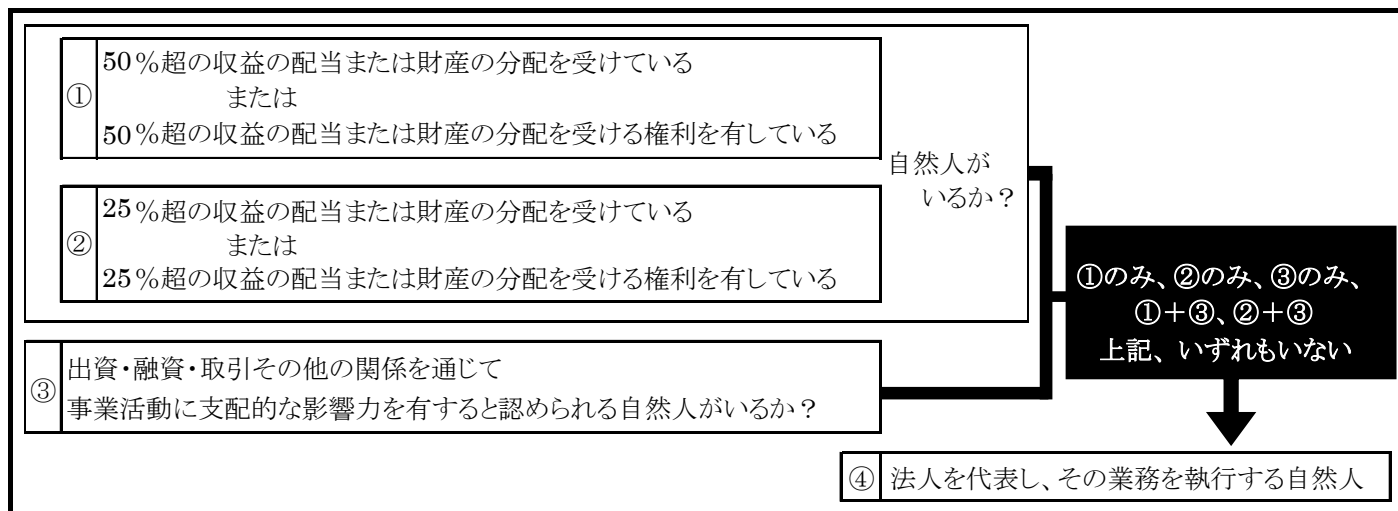 ①
50%超の収益の配当または財産の分配を受けている
または
50%超の収益の配当または財産の分配を受ける権利を有している
②
25%超の収益の配当または財産の分配を受けている
または
25%超の収益の配当または財産の分配を受ける権利を有している
自然人が
いるか？
③
出資・融資・取引その他の関係を通じて
事業活動に支配的な影響力を有すると認められる自然人がいるか？
①のみ、②のみ、③のみ、
①＋③、②＋③
上記、いずれもいない
④ 法人を代表し、その業務を執行する自然人